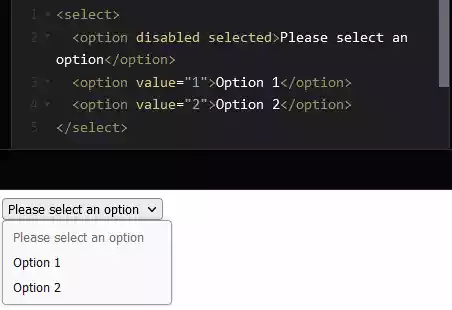 1 <select>
2   <option disabled selected>Please select an
option</option>
3   <option value="1">Option 1</option>
4   <option value="2">Option 2</option>
5 </select>
Please select an option
Please select an option
Option 1
Option 2